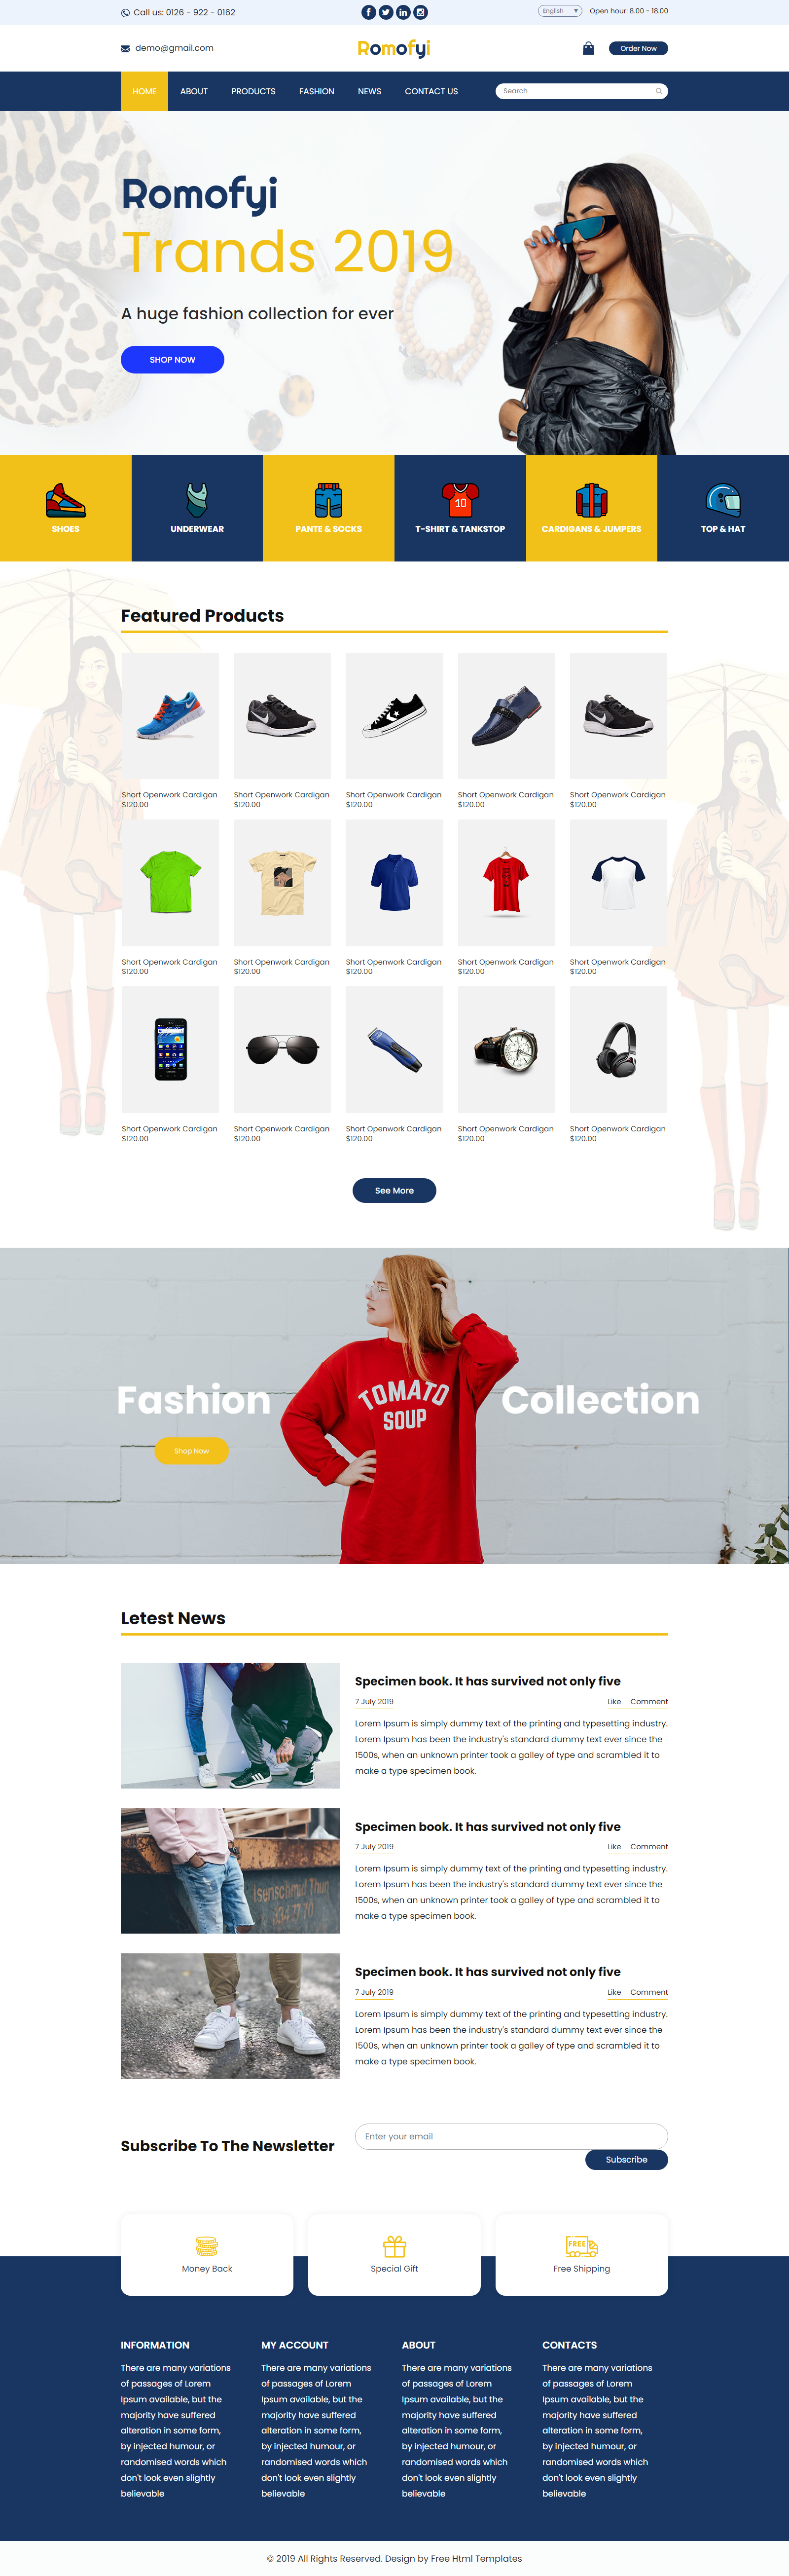 Call us: 0126 - 922 - 0162
English ▼
Open hour: 8.00 - 18.00
demo@gmail.com
Romofyi
Order Now
HOME
ABOUT
PRODUCTS
FASHION
NEWS
CONTACT US
Search
Romofyi
Trands 2019
A huge fashion collection for ever
SHOP NOW
SHOES
UNDERWEAR
PANTE & SOCKS
10
T-SHIRT & TANKSTOP
CARDIGANS & JUMPERS
TOP & HAT
Featured Products
Short Openwork Cardigan
$120.00
Short Openwork Cardigan
$120.00
Short Openwork Cardigan
$120.00
Short Openwork Cardigan
$120.00
Short Openwork Cardigan
$120.00
Short Openwork Cardigan
$120.00
Short Openwork Cardigan
$120.00
Short Openwork Cardigan
$120.00
Short Openwork Cardigan
$120.00
Short Openwork Cardigan
$120.00
Short Openwork Cardigan
$120.00
Short Openwork Cardigan
$120.00
Short Openwork Cardigan
$120.00
Short Openwork Cardigan
$120.00
Short Openwork Cardigan
$120.00
See More
Fashion
TOMATO
SOUP
Collection
Shop Now
Letest News
Specimen book. It has survived not only five
7 July 2019
Like
Comment
Lorem Ipsum is simply dummy text of the printing and typesetting industry.
Lorem Ipsum has been the industry's standard dummy text ever since the
1500s, when an unknown printer took a galley of type and scrambled it to
make a type specimen book.
Specimen book. It has survived not only five
7 July 2019
Like
Comment
Lorem Ipsum is simply dummy text of the printing and typesetting industry.
Lorem Ipsum has been the industry's standard dummy text ever since the
1500s, when an unknown printer took a galley of type and scrambled it to
make a type specimen book.
Specimen book. It has survived not only five
7 July 2019
Like
Comment
Lorem Ipsum is simply dummy text of the printing and typesetting industry.
Lorem Ipsum has been the industry's standard dummy text ever since the
1500s, when an unknown printer took a galley of type and scrambled it to
make a type specimen book.
Subscribe To The Newsletter
Enter your email
Subscribe
Money Back
Special Gift
FREE
Free Shipping
INFORMATION
There are many variations
of passages of Lorem
Ipsum available, but the
majority have suffered
alteration in some form,
by injected humour, or
randomised words which
don't look even slightly
believable
MY ACCOUNT
There are many variations
of passages of Lorem
Ipsum available, but the
majority have suffered
alteration in some form,
by injected humour, or
randomised words which
don't look even slightly
believable
ABOUT
There are many variations
of passages of Lorem
Ipsum available, but the
majority have suffered
alteration in some form,
by injected humour, or
randomised words which
don't look even slightly
believable
CONTACTS
There are many variations
of passages of Lorem
Ipsum available, but the
majority have suffered
alteration in some form,
by injected humour, or
randomised words which
don't look even slightly
believable
© 2019 All Rights Reserved. Design by Free Html Templates